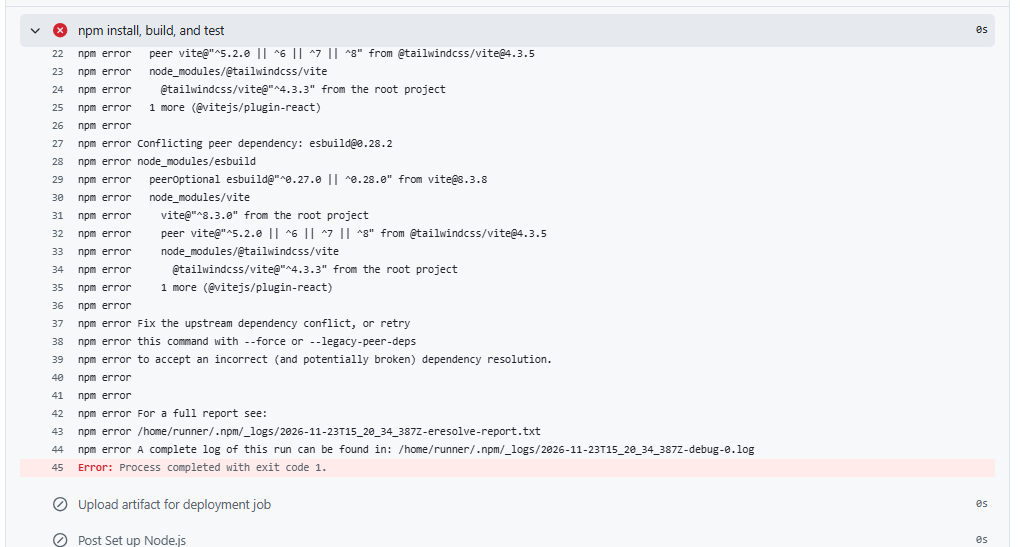 npm install, build, and test 0s
22 npm error   peer vite@"^5.2.0 || ^6 || ^7 || ^8" from @tailwindcss/vite@4.3.5
23 npm error   node_modules/@tailwindcss/vite
24 npm error     @tailwindcss/vite@"^4.3.3" from the root project
25 npm error   1 more (@vitejs/plugin-react)
26 npm error
27 npm error Conflicting peer dependency: esbuild@0.28.2
28 npm error node_modules/esbuild
29 npm error   peerOptional esbuild@"^0.27.0 || ^0.28.0" from vite@8.3.8
30 npm error   node_modules/vite
31 npm error     vite@"^8.3.0" from the root project
32 npm error     peer vite@"^5.2.0 || ^6 || ^7 || ^8" from @tailwindcss/vite@4.3.5
33 npm error     node_modules/@tailwindcss/vite
34 npm error       @tailwindcss/vite@"^4.3.3" from the root project
35 npm error     1 more (@vitejs/plugin-react)
36 npm error
37 npm error Fix the upstream dependency conflict, or retry
38 npm error this command with --force or --legacy-peer-deps
39 npm error to accept an incorrect (and potentially broken) dependency resolution.
40 npm error
41 npm error
42 npm error For a full report see:
43 npm error /home/runner/.npm/_logs/2026-11-23T15_20_34_387Z-eresolve-report.txt
44 npm error A complete log of this run can be found in: /home/runner/.npm/_logs/2026-11-23T15_20_34_387Z-debug-0.log
45 Error: Process completed with exit code 1.
Upload artifact for deployment job 0s
Post Set up Node.js 0s